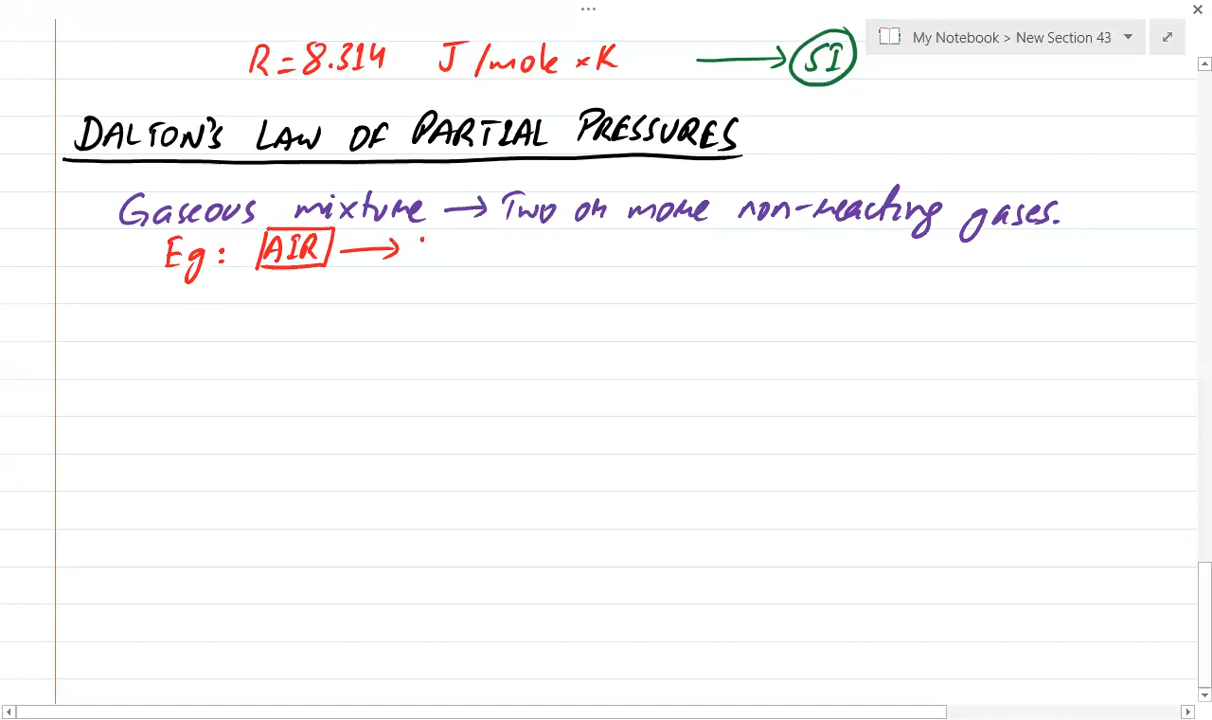 My Notebook > New Section 43
R = 8.314 J/mole × K → SI
DALTON'S LAW OF PARTIAL PRESSURES
Gaseous mixture → Two or more non-reacting gases.
Eg : AIR →